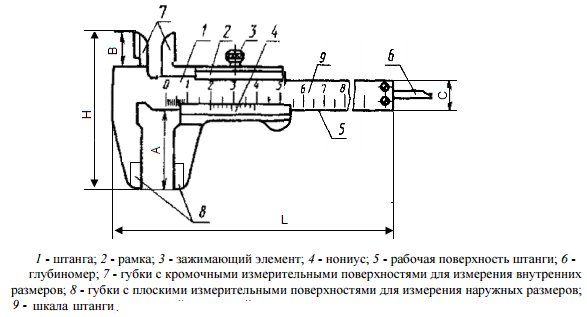 7 1 2 3 4 9 6
B
H
0 1 2 3 4 5 6 7 8
C
A
5
8
L
1 - штанга; 2 - рамка; 3 - зажимающий элемент; 4 - нониус; 5 - рабочая поверхность штанги; 6 -
глубиномер; 7 - губки с кромочными измерительными поверхностями для измерения внутренних
размеров; 8 - губки с плоскими измерительными поверхностями для измерения наружных размеров;
9 - шкала штанги.